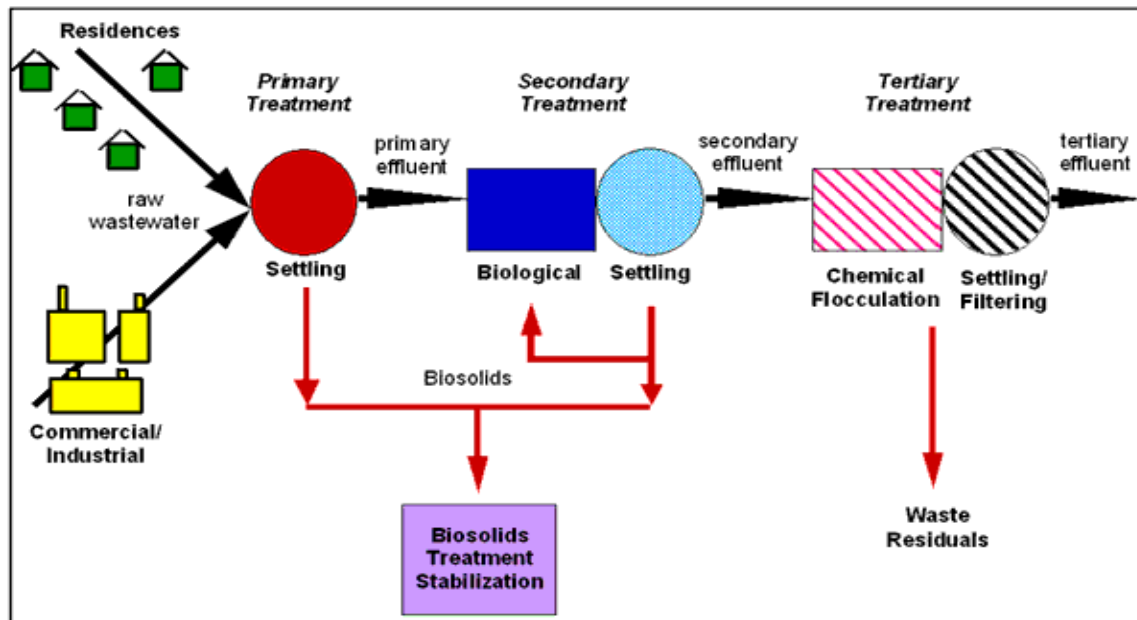 Residences
Primary
Treatment
Secondary
Treatment
Tertiary
Treatment
primary
effluent
secondary
effluent
tertiary
effluent
raw
wastewater
Settling
Biological
Settling
Chemical
Flocculation
Settling/
Filtering
Biosolids
Commercial/
Industrial
Biosolids
Treatment
Stabilization
Waste
Residuals